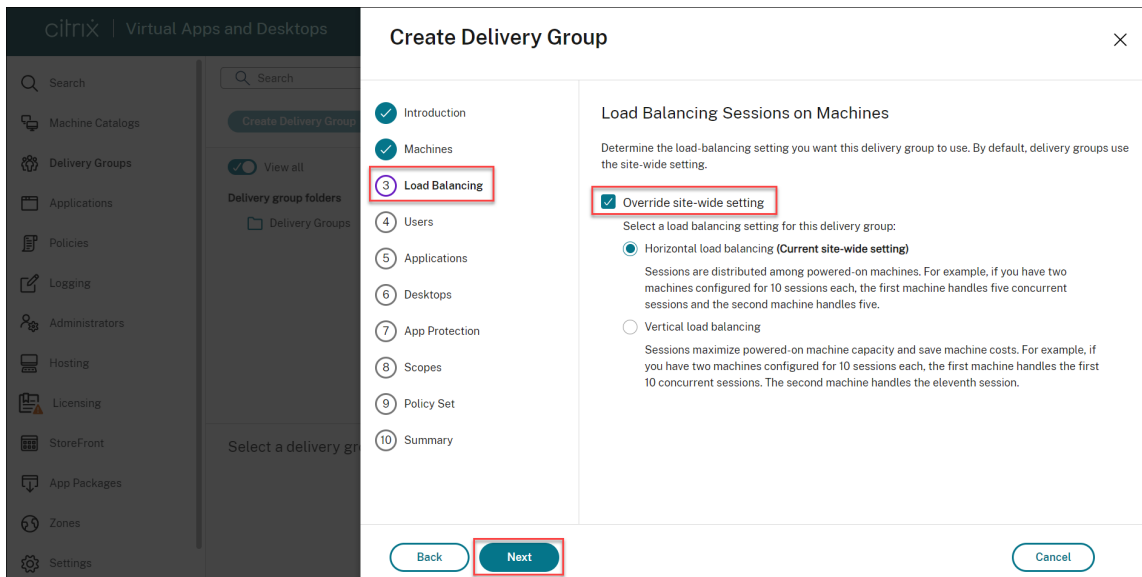 citrix | Virtual Apps and Desktops
Search
Machine Catalogs
Delivery Groups
Applications
Policies
Logging
Administrators
Hosting
Licensing
StoreFront
App Packages
Zones
Settings
Search
Create Delivery Group
View all
Delivery group folders
Delivery Groups
Select a delivery gr
Create Delivery Group
Introduction
Machines
3 Load Balancing
4 Users
5 Applications
6 Desktops
7 App Protection
8 Scopes
9 Policy Set
10 Summary
Load Balancing Sessions on Machines
Determine the load-balancing setting you want this delivery group to use. By default, delivery groups use
the site-wide setting.
Override site-wide setting
Select a load balancing setting for this delivery group:
Horizontal load balancing (Current site-wide setting)
Sessions are distributed among powered-on machines. For example, if you have two
machines configured for 10 sessions each, the first machine handles five concurrent
sessions and the second machine handles five.
Vertical load balancing
Sessions maximize powered-on machine capacity and save machine costs. For example, if
you have two machines configured for 10 sessions each, the first machine handles the first
10 concurrent sessions. The second machine handles the eleventh session.
Back
Next
Cancel